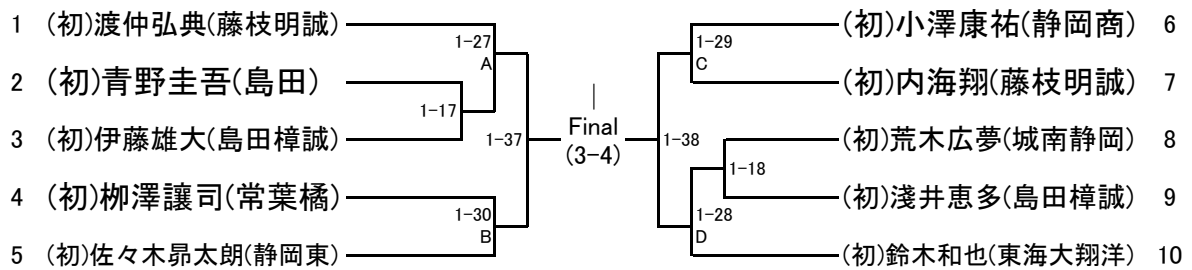 1 (初)渡仲弘典(藤枝明誠)
2 (初)青野圭吾(島田)
3 (初)伊藤雄大(島田樟誠)
4 (初)栁澤譲司(常葉橘)
5 (初)佐々木昴太朗(静岡東)
1-27
A
1-17
1-37
1-30
B
Final
(3-4)
1-29
C
1-38
1-18
1-28
D
(初)小澤康祐(静岡商) 6
(初)内海翔(藤枝明誠) 7
(初)荒木広夢(城南静岡) 8
(初)淺井恵多(島田樟誠) 9
(初)鈴木和也(東海大翔洋) 10